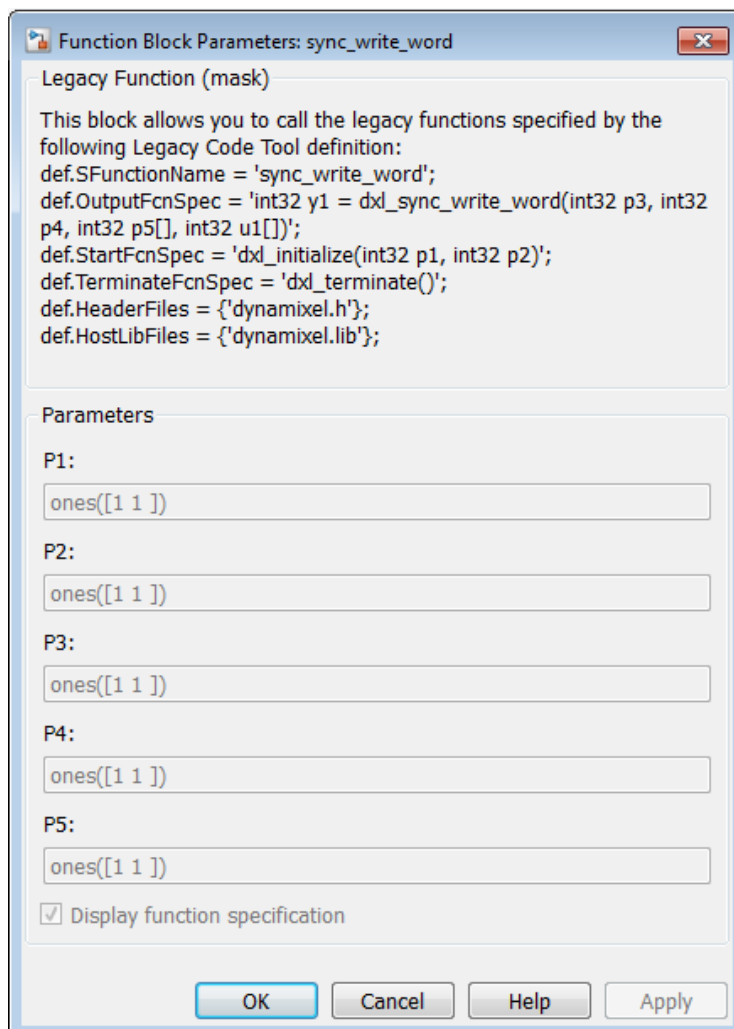 Function Block Parameters: sync_write_word
Legacy Function (mask)
This block allows you to call the legacy functions specified by the
following Legacy Code Tool definition:
def.SFunctionName = 'sync_write_word';
def.OutputFcnSpec = 'int32 y1 = dxl_sync_write_word(int32 p3, int32
p4, int32 p5[], int32 u1[])';
def.StartFcnSpec = 'dxl_initialize(int32 p1, int32 p2)';
def.TerminateFcnSpec = 'dxl_terminate()';
def.HeaderFiles = {'dynamixel.h'};
def.HostLibFiles = {'dynamixel.lib'};
Parameters
P1:
ones([1 1 ])
P2:
ones([1 1 ])
P3:
ones([1 1 ])
P4:
ones([1 1 ])
P5:
ones([1 1 ])
Display function specification
OK Cancel Help Apply